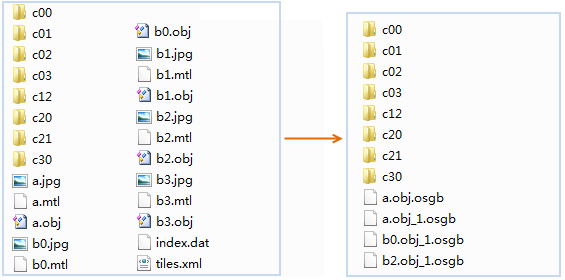 c00
c01
c02
c03
c12
c20
c21
c30
a.jpg
a.mtl
a.obj
b0.jpg
b0.mtl
b0.obj
b1.jpg
b1.mtl
b1.obj
b2.jpg
b2.mtl
b2.obj
b3.jpg
b3.mtl
b3.obj
index.dat
tiles.xml
c00
c01
c02
c03
c12
c20
c21
c30
a.obj.osgb
a.obj_1.osgb
b0.obj_1.osgb
b2.obj_1.osgb